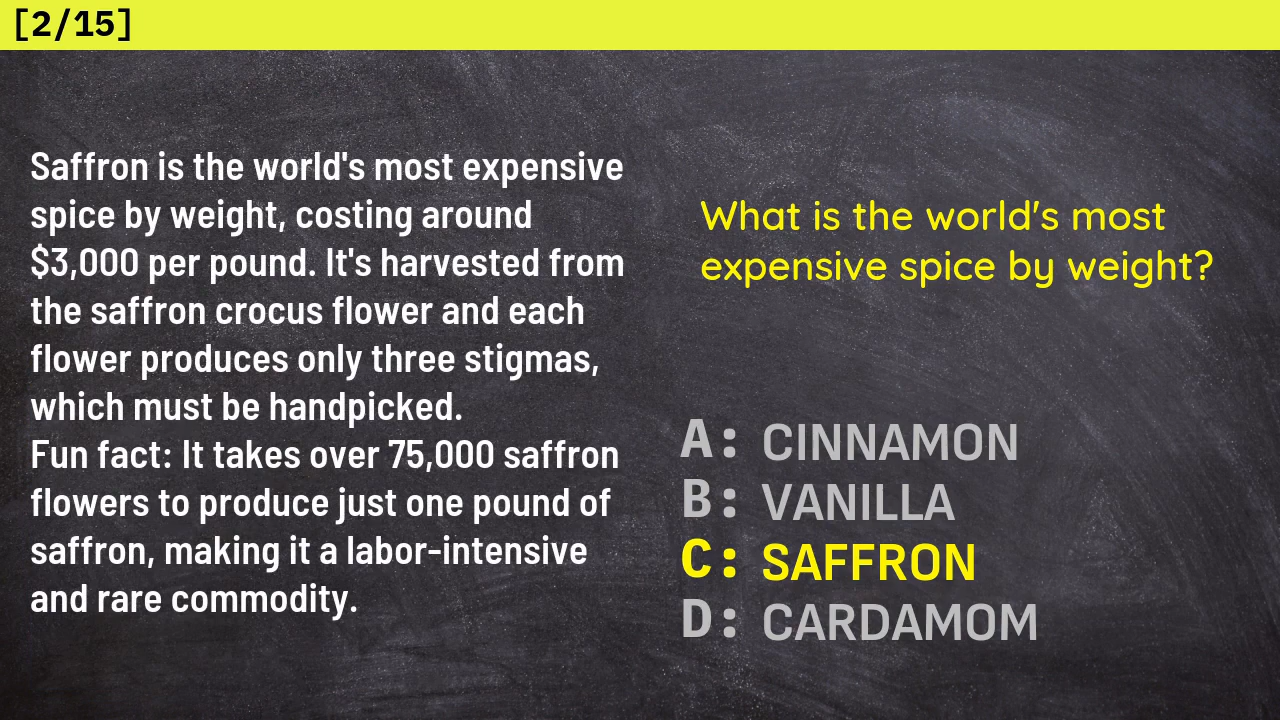 [2/15]
Saffron is the world's most expensive
spice by weight, costing around
$3,000 per pound. It's harvested from
the saffron crocus flower and each
flower produces only three stigmas,
which must be handpicked.
Fun fact: It takes over 75,000 saffron
flowers to produce just one pound of
saffron, making it a labor-intensive
and rare commodity.
What is the world's most
expensive spice by weight?
A: CINNAMON
B: VANILLA
C: SAFFRON
D: CARDAMOM